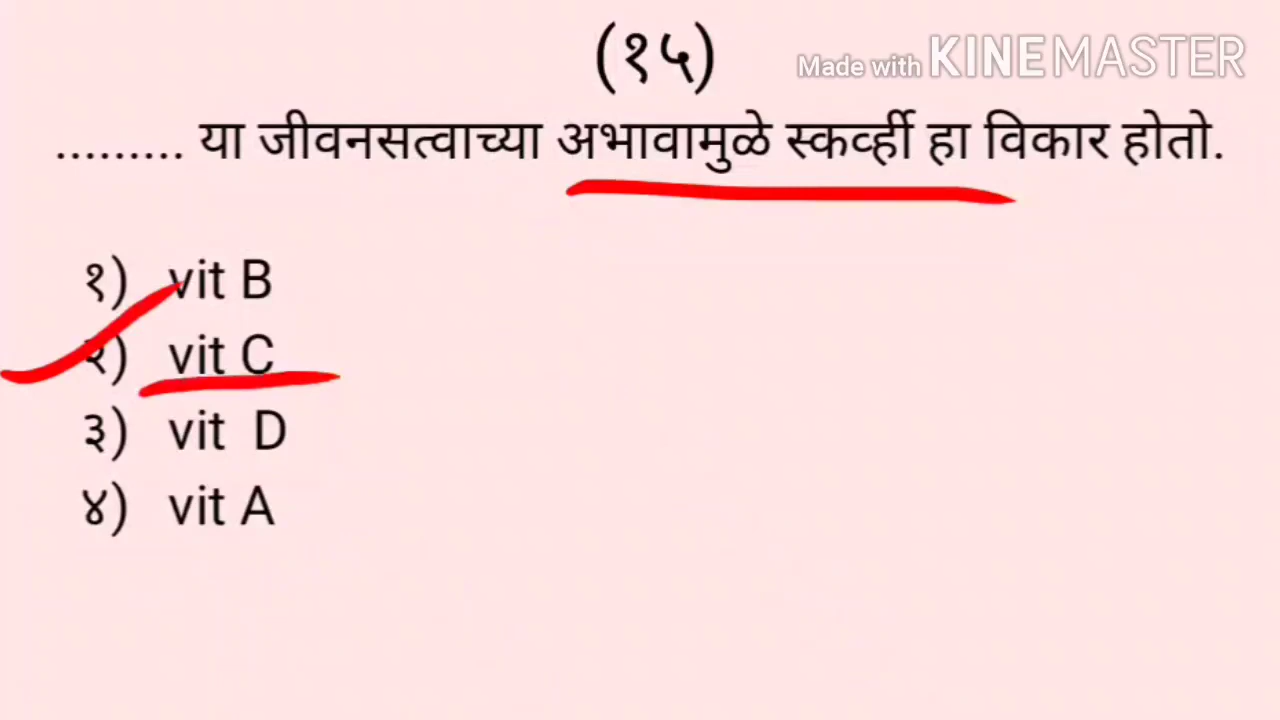 (१५)
Made with KINEMASTER
......... या जीवनसत्वाच्या अभावामुळे स्कर्व्ही हा विकार होतो.
१) vit B
२) vit C
३) vit D
४) vit A